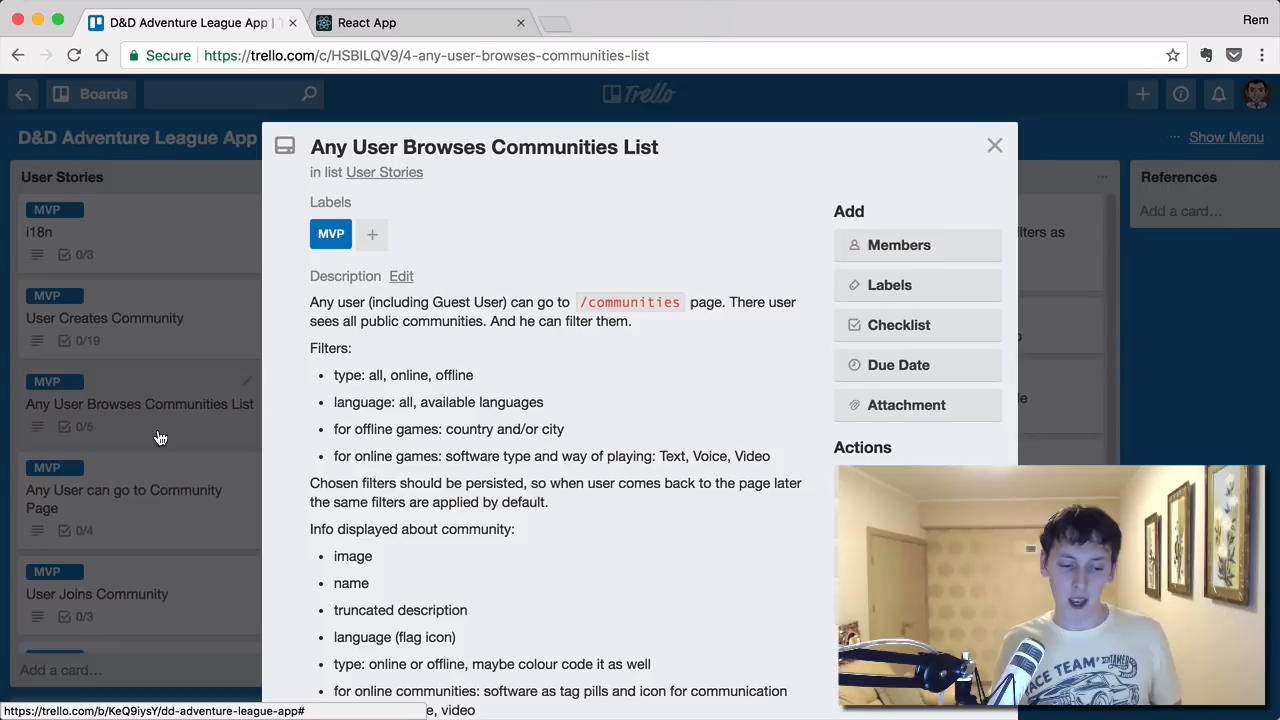 D&D Adventure League App |
React App
Rem
Secure
https://trello.com/c/HSBILQV9/4-any-user-browses-communities-list
Boards
Trello
D&D Adventure League App
Show Menu
User Stories
MVP
i18n
0/3
MVP
User Creates Community
0/19
MVP
Any User Browses Communities List
0/5
MVP
Any User can go to Community
Page
0/4
MVP
User Joins Community
0/3
Add a card…
Any User Browses Communities List
in list User Stories
Labels
MVP
Description Edit
Any user (including Guest User) can go to /communities page. There user
sees all public communities. And he can filter them.
Filters:
• type: all, online, offline
• language: all, available languages
• for offline games: country and/or city
• for online games: software type and way of playing: Text, Voice, Video
Chosen filters should be persisted, so when user comes back to the page later
the same filters are applied by default.
Info displayed about community:
• image
• name
• truncated description
• language (flag icon)
• type: online or offline, maybe colour code it as well
• for online communities: software as tag pills and icon for communication
, video
Add
Members
Labels
Checklist
Due Date
Attachment
Actions
ilters as
References
Add a card…
SPACE TEAM
https://trello.com/b/KeQ9iysY/dd-adventure-league-app#